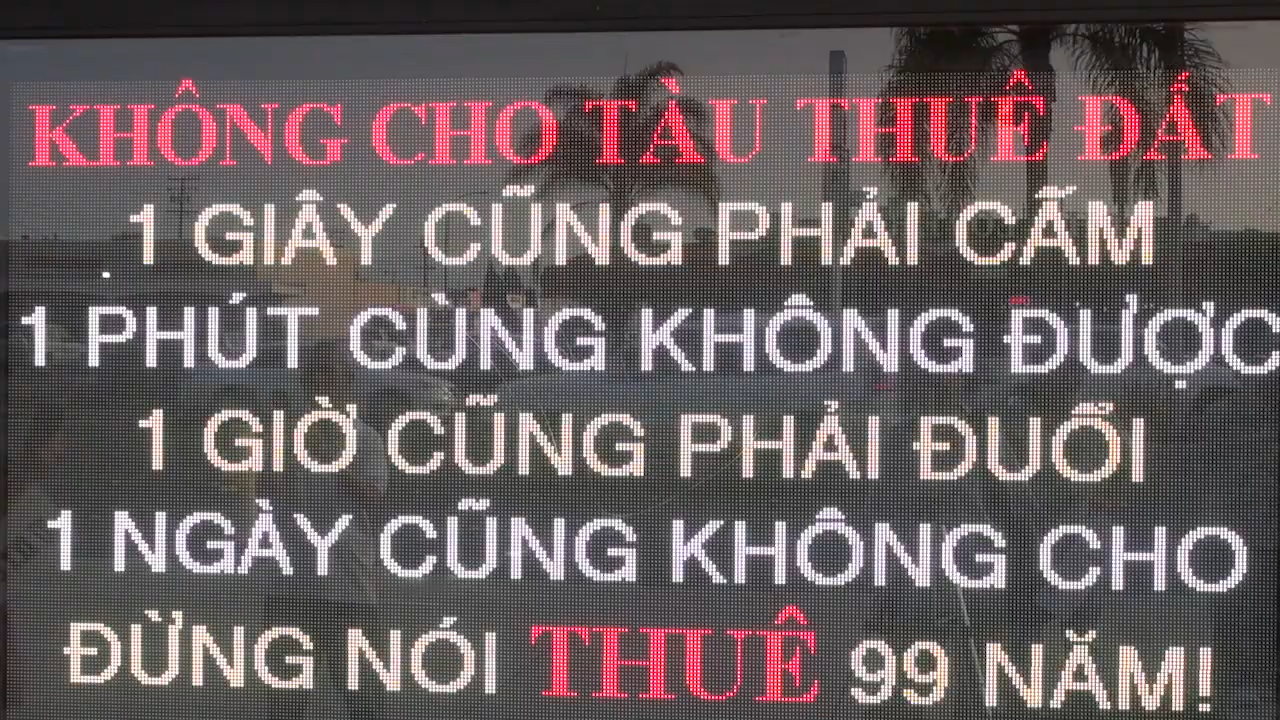 KHÔNG CHO TÀU THUÊ ĐẤT
1 GIÂY CŨNG PHẢI CẤM
1 PHÚT CÙNG KHÔNG ĐƯỢC
1 GIỜ CŨNG PHẢI ĐUỔI
1 NGÀY CŨNG KHÔNG CHO
ĐỪNG NÓI THUÊ 99 NĂM!